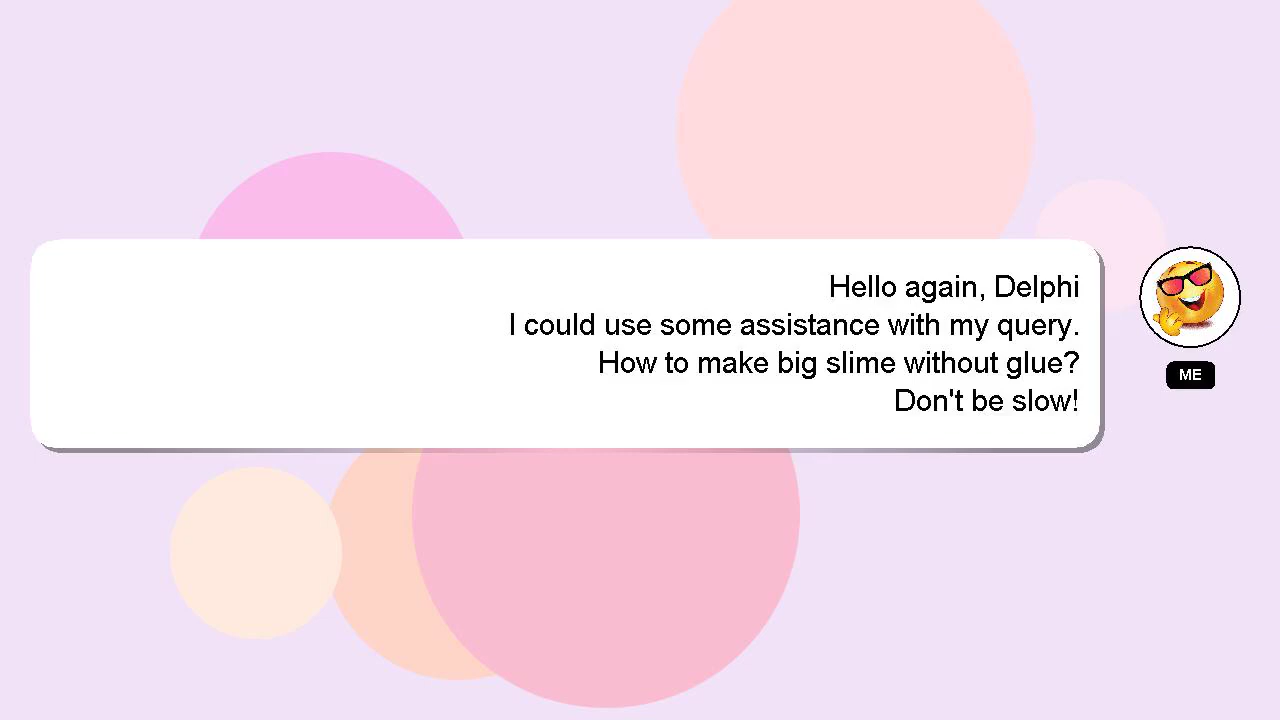 Hello again, Delphi
I could use some assistance with my query.
How to make big slime without glue?
Don't be slow!
ME